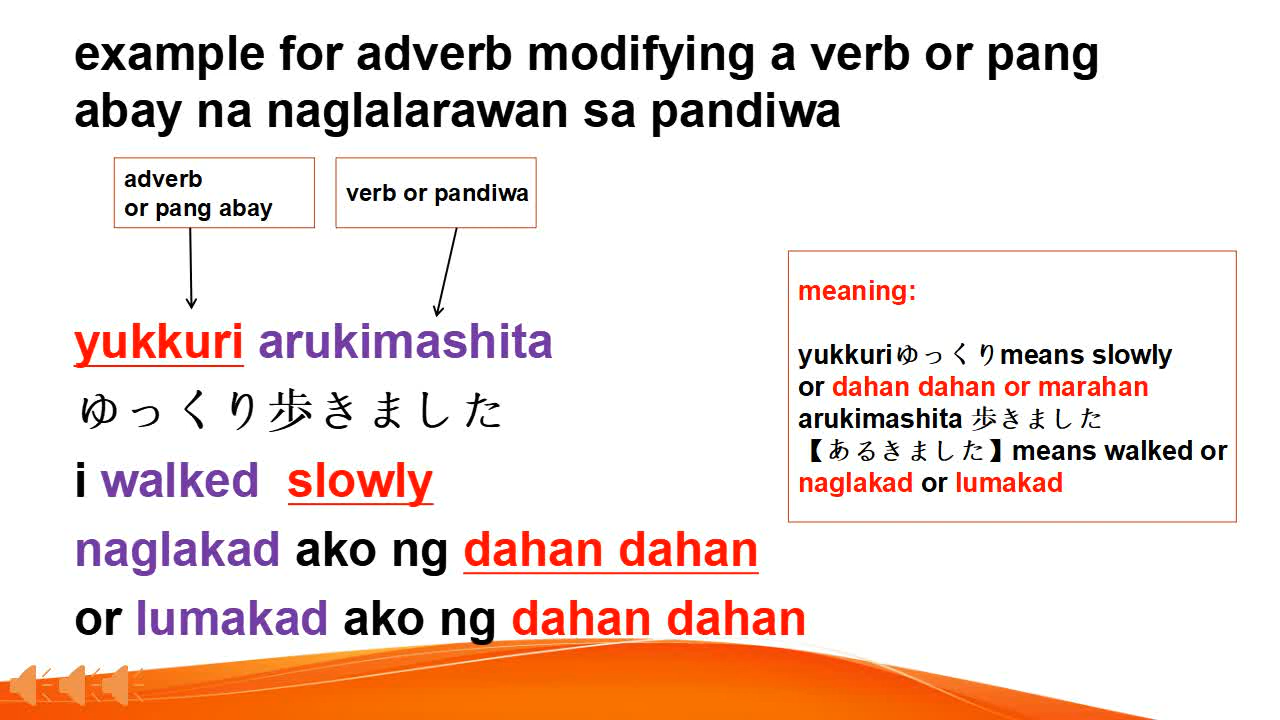 example for adverb modifying a verb or pang
abay na naglalarawan sa pandiwa
adverb
or pang abay
verb or pandiwa
yukkuri arukimashita
ゆっくり歩きました
i walked  slowly
naglakad ako ng dahan dahan
or lumakad ako ng dahan dahan
meaning:
yukkuriゆっくりmeans slowly
or dahan dahan or marahan
arukimashita 歩きました
【あるきました】means walked or
naglakad or lumakad